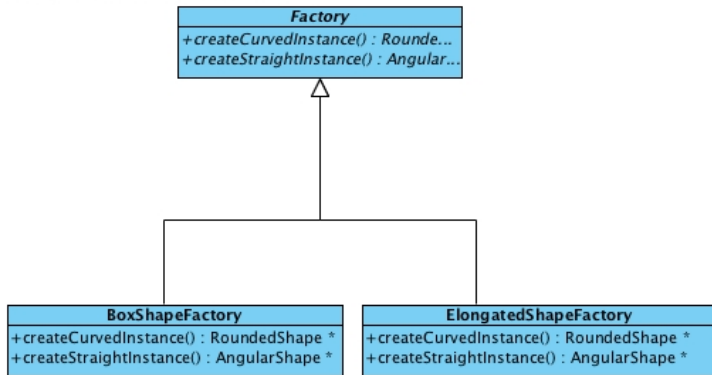 Factory
+createCurvedInstance() : Rounde...
+createStraightInstance() : Angular...
BoxShapeFactory
+createCurvedInstance() : RoundedShape *
+createStraightInstance() : AngularShape *
ElongatedShapeFactory
+createCurvedInstance() : RoundedShape *
+createStraightInstance() : AngularShape *